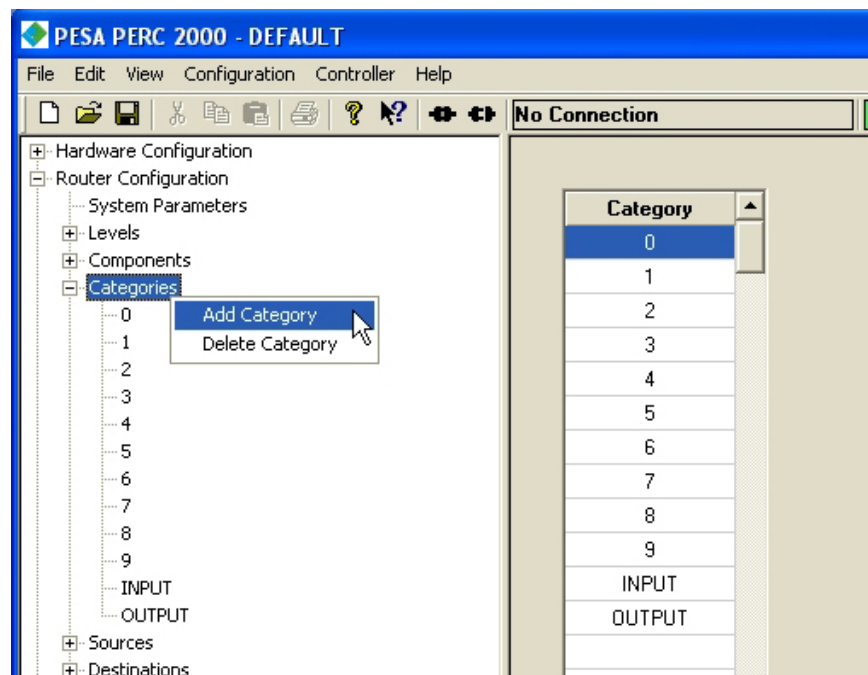 PESA PERC 2000 - DEFAULT
File Edit View Configuration Controller Help
No Connection
Hardware Configuration
Router Configuration
System Parameters
Levels
Components
Categories
0
1
2
3
4
5
6
7
8
9
INPUT
OUTPUT
Sources
Destinations
Add Category
Delete Category
Category
0
1
2
3
4
5
6
7
8
9
INPUT
OUTPUT